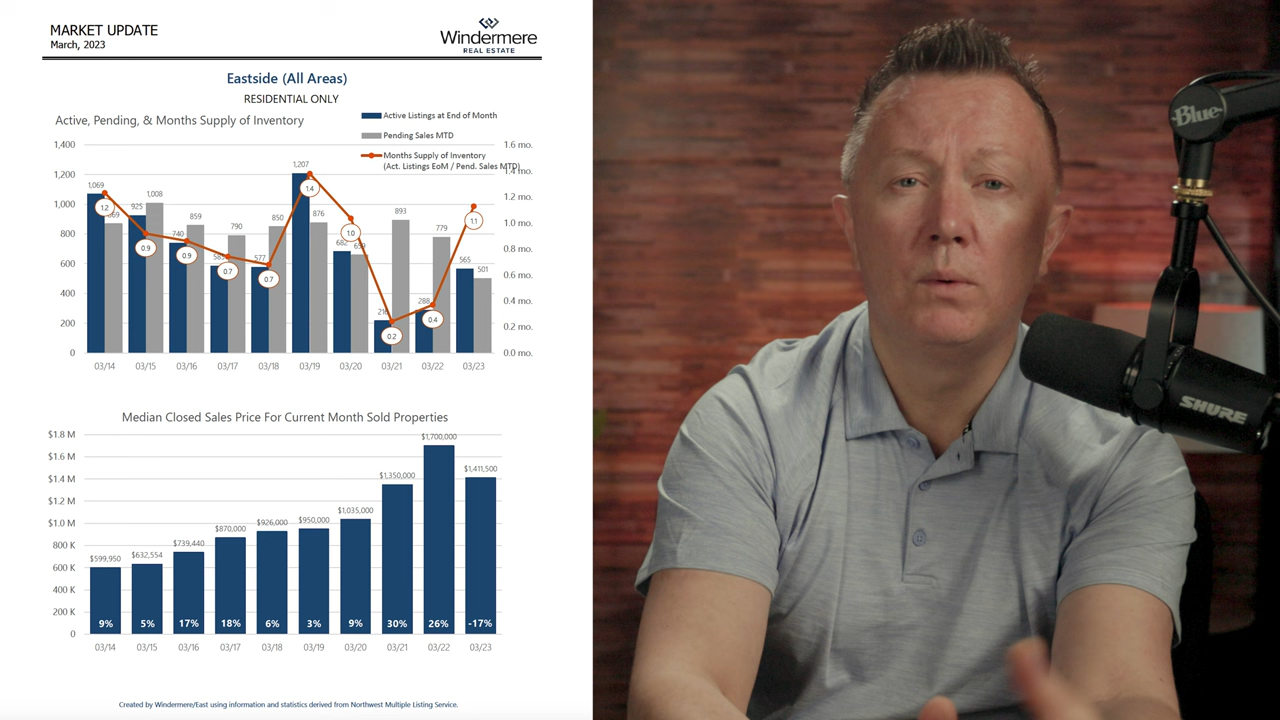 MARKET UPDATE
March, 2023
Windermere
REAL ESTATE
Eastside (All Areas)
RESIDENTIAL ONLY
Active, Pending, & Months Supply of Inventory
Active Listings at End of Month
Pending Sales MTD
Months Supply of Inventory
(Act. Listings EoM / Pend. Sales MTD)
1,400
1,200
1,000
800
600
400
200
0
1.6 mo.
1.4 mo.
1.2 mo.
1.0 mo.
0.8 mo.
0.6 mo.
0.4 mo.
0.2 mo.
0.0 mo.
1,069
925 1,008
740 859
790
577 850
1,207 876
682
893
288 779
565 501
1.2 0.9 0.9 0.7 0.7 1.4 1.0 0.2 0.4 1.1
03/14 03/15 03/16 03/17 03/18 03/19 03/20 03/21 03/22 03/23
Median Closed Sales Price For Current Month Sold Properties
$1.8 M
$1.6 M
$1.4 M
$1.2 M
$1.0 M
800 K
600 K
400 K
200 K
0
$599,950 $632,554 $739,440 $870,000 $926,000 $950,000 $1,035,000 $1,350,000 $1,700,000 $1,411,500
9% 5% 17% 18% 6% 3% 9% 30% 26% -17%
03/14 03/15 03/16 03/17 03/18 03/19 03/20 03/21 03/22 03/23
Created by Windermere/East using information and statistics derived from Northwest Multiple Listing Service.
Blue
SHURE